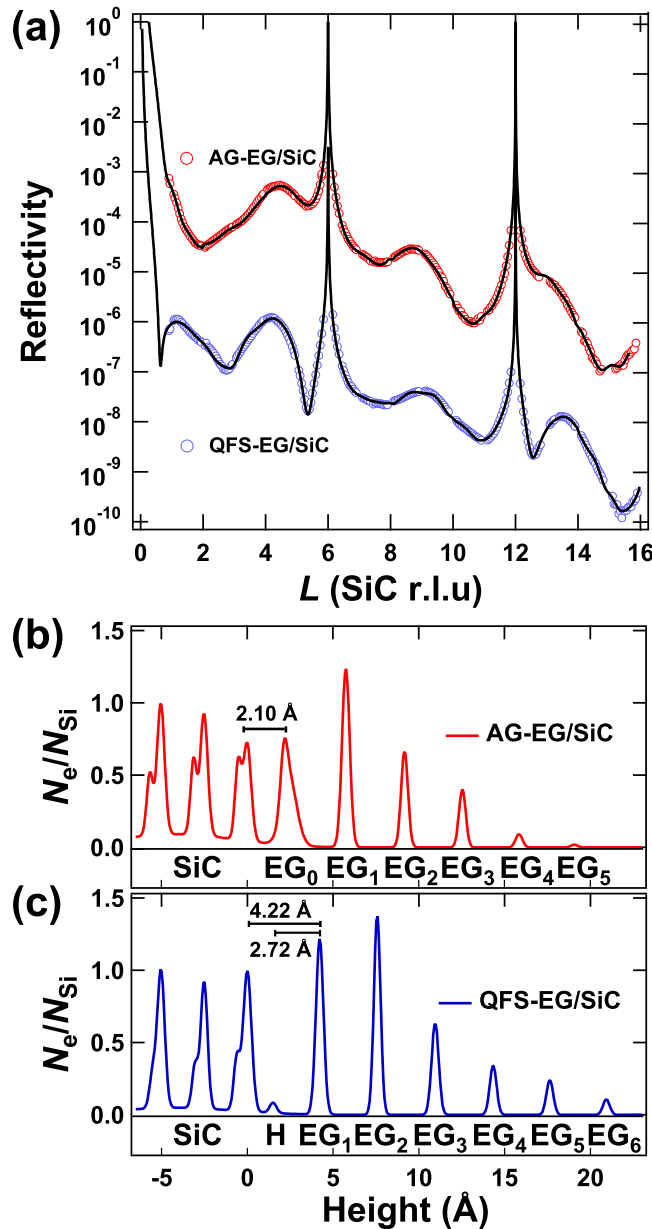 (a)
10⁰
10⁻¹
10⁻²
10⁻³
10⁻⁴
10⁻⁵
10⁻⁶
10⁻⁷
10⁻⁸
10⁻⁹
10⁻¹⁰
Reflectivity
AG-EG/SiC
QFS-EG/SiC
0 2 4 6 8 10 12 14 16
L (SiC r.l.u)
(b)
1.5
1.0
0.5
0.0
Nₑ/N_Si
2.10 Å
AG-EG/SiC
SiC EG₀ EG₁ EG₂ EG₃ EG₄ EG₅
(c)
1.5
1.0
0.5
0.0
Nₑ/N_Si
4.22 Å
2.72 Å
QFS-EG/SiC
SiC H EG₁ EG₂ EG₃ EG₄ EG₅ EG₆
-5 0 5 10 15 20
Height (Å)